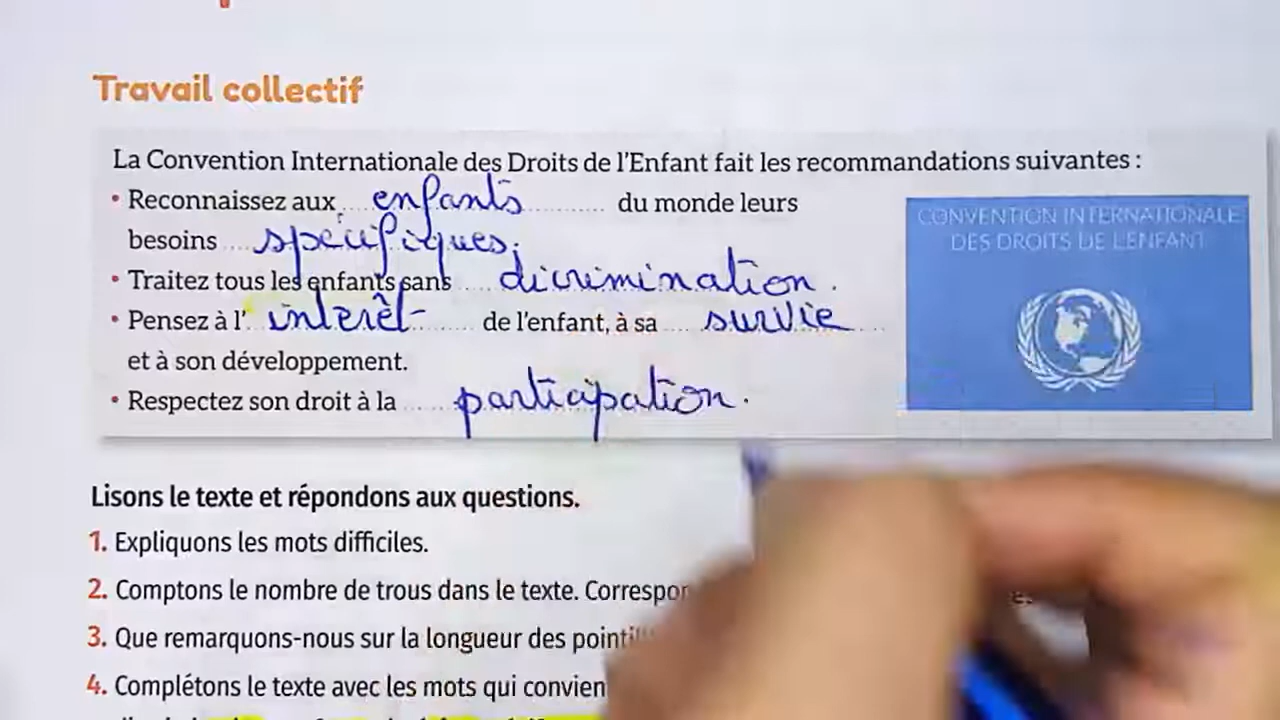 Travail collectif
La Convention Internationale des Droits de l'Enfant fait les recommandations suivantes :
• Reconnaissez aux enfants du monde leurs
besoins spécifiques.
• Traitez tous les enfants sans dicrimination.
• Pensez à l' intérêt de l'enfant, à sa survie
et à son développement.
• Respectez son droit à la participation.
CONVENTION INTERNATIONALE
DES DROITS DE L'ENFANT
Lisons le texte et répondons aux questions.
1. Expliquons les mots difficiles.
2. Comptons le nombre de trous dans le texte.
3. Que remarquons-nous sur la longueur des
4. Complétons le texte avec les mots qui